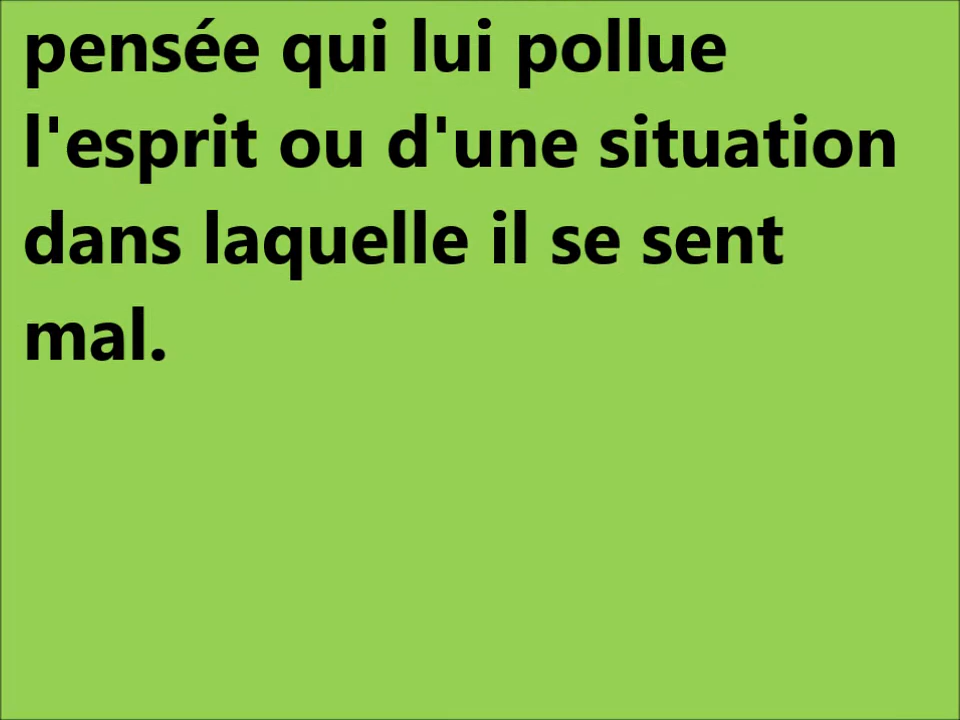 pensée qui lui pollue
l'esprit ou d'une situation
dans laquelle il se sent
mal.